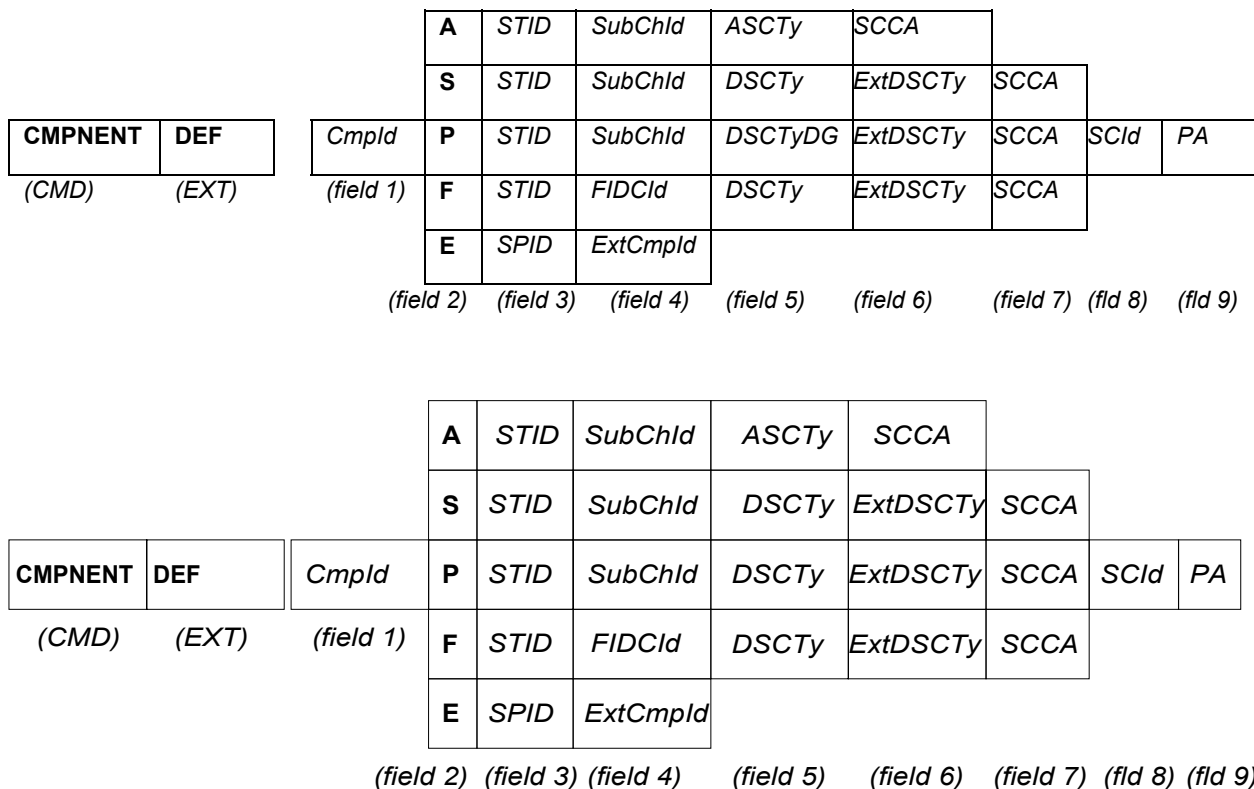 A STID SubChId ASCTy SCCA
S STID SubChId DSCTy ExtDSCTy SCCA
CMPNENT DEF CmpId P STID SubChId DSCTyDG ExtDSCTy SCCA SCId PA
(CMD) (EXT) (field 1) F STID FIDCId DSCTy ExtDSCTy SCCA
E SPID ExtCmpId
(field 2) (field 3) (field 4) (field 5) (field 6) (field 7) (fld 8) (fld 9)
A STID SubChId ASCTy SCCA
S STID SubChId DSCTy ExtDSCTy SCCA
CMPNENT DEF CmpId P STID SubChId DSCTy ExtDSCTy SCCA SCId PA
(CMD) (EXT) (field 1) F STID FIDCId DSCTy ExtDSCTy SCCA
E SPID ExtCmpId
(field 2) (field 3) (field 4) (field 5) (field 6) (field 7) (fld 8) (fld 9)